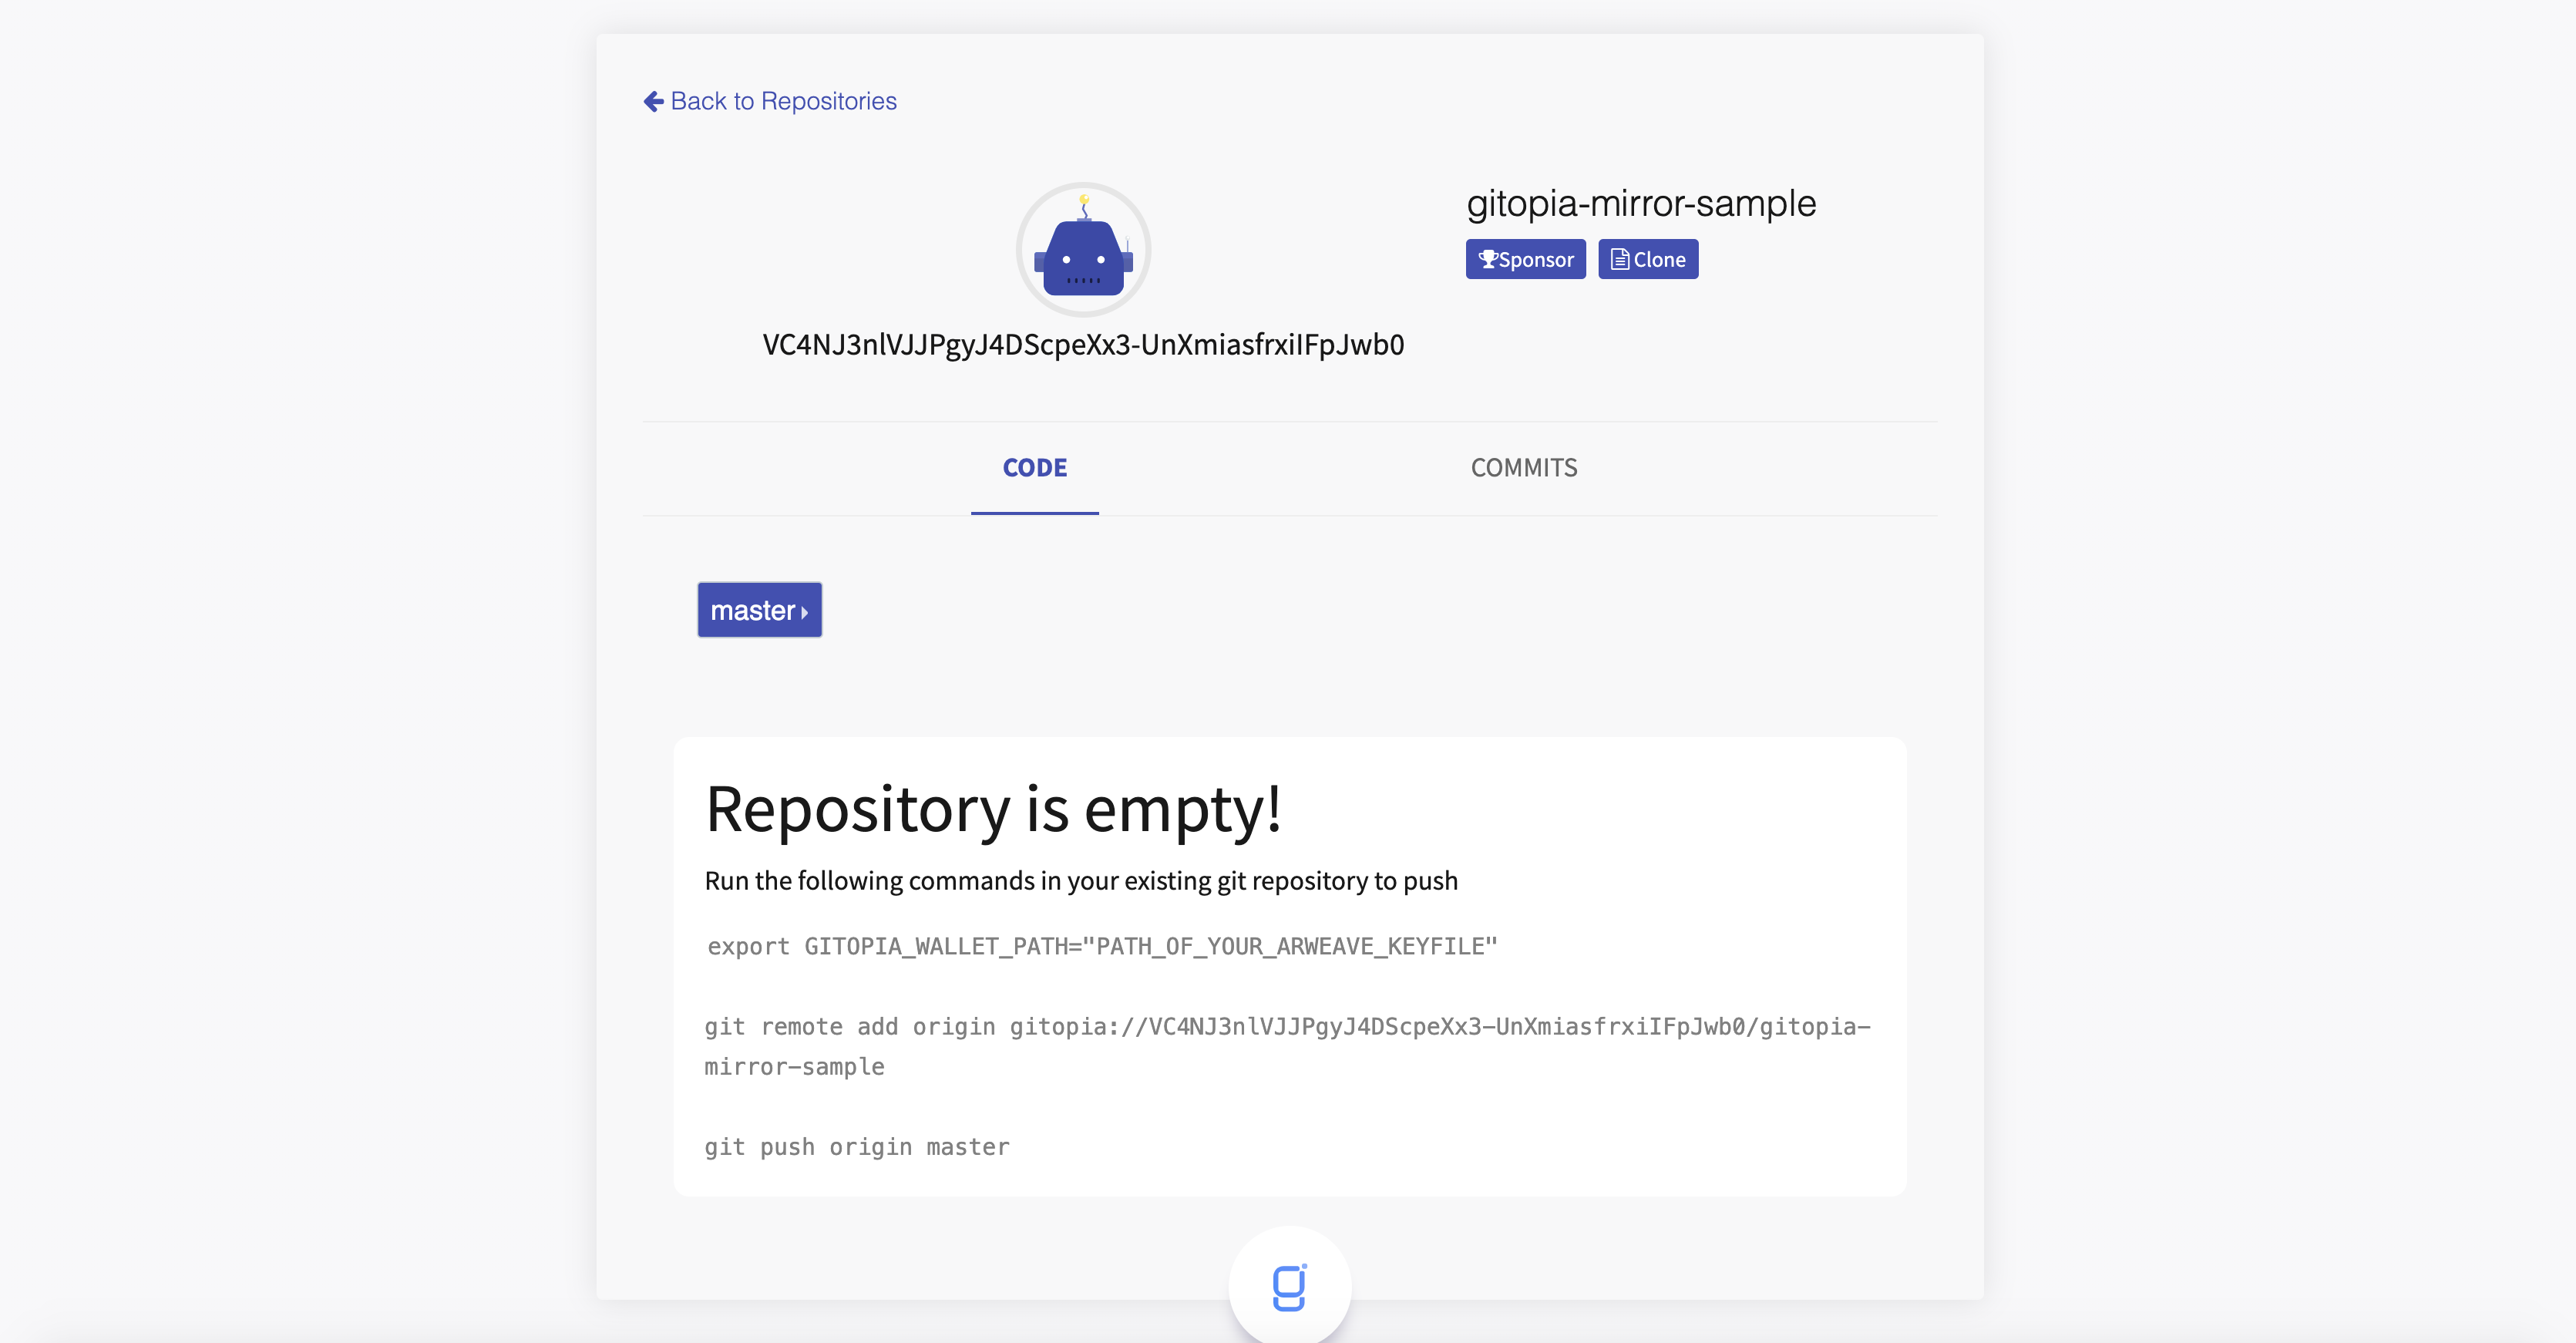 Back to Repositories
gitopia-mirror-sample
Sponsor
Clone
VC4NJ3nlVJJPgyJ4DScpeXx3-UnXmiasfrxiIFpJwb0
CODE
COMMITS
master
Repository is empty!
Run the following commands in your existing git repository to push
export GITOPIA_WALLET_PATH="PATH_OF_YOUR_ARWEAVE_KEYFILE"
git remote add origin gitopia://VC4NJ3nlVJJPgyJ4DScpeXx3-UnXmiasfrxiIFpJwb0/gitopia-
mirror-sample
git push origin master
g